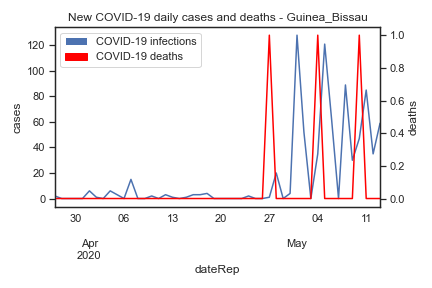 New COVID-19 daily cases and deaths - Guinea_Bissau
COVID-19 infections
COVID-19 deaths
120
100
80
60
40
20
0
cases
1.0
0.8
0.6
0.4
0.2
0.0
deaths
30 06 13 20 27 04 11
Apr May
2020
dateRep